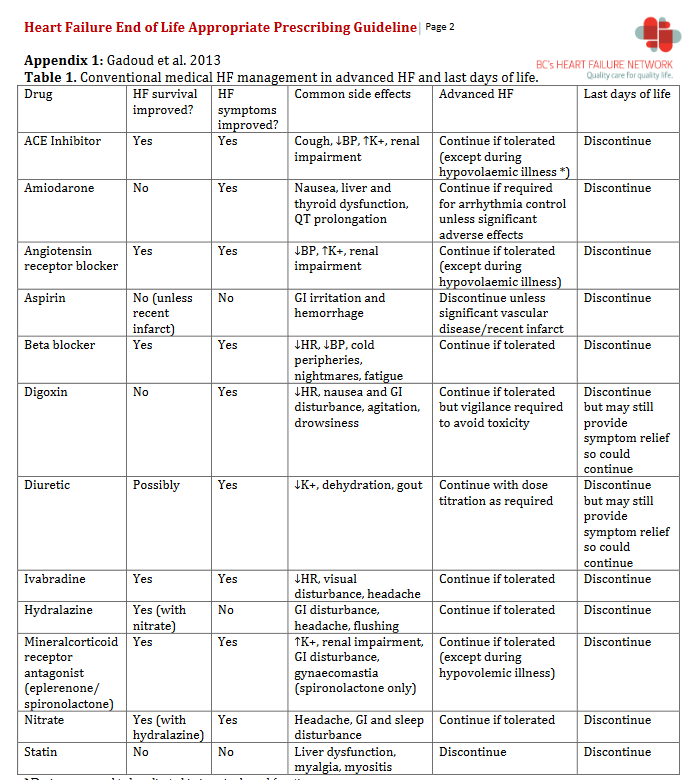 Heart Failure End of Life Appropriate Prescribing Guideline| Page 2
BC's HEART FAILURE NETWORK
Quality care for quality life.
Appendix 1: Gadoud et al. 2013
Table 1. Conventional medical HF management in advanced HF and last days of life.
Drug
HF survival
improved?
HF
symptoms
improved?
Common side effects
Advanced HF
Last days of life
ACE Inhibitor
Yes
Yes
Cough, ↓BP, ↑K+, renal
impairment
Continue if tolerated
(except during
hypovolaemic illness *)
Discontinue
Amiodarone
No
Yes
Nausea, liver and
thyroid dysfunction,
QT prolongation
Continue if required
for arrhythmia control
unless significant
adverse effects
Discontinue
Angiotensin
receptor blocker
Yes
Yes
↓BP, ↑K+, renal
impairment
Continue if tolerated
(except during
hypovolaemic illness)
Discontinue
Aspirin
No (unless
recent
infarct)
No
GI irritation and
hemorrhage
Discontinue unless
significant vascular
disease/recent infarct
Discontinue
Beta blocker
Yes
Yes
↓HR, ↓BP, cold
peripheries,
nightmares, fatigue
Continue if tolerated
Discontinue
Digoxin
No
Yes
↓HR, nausea and GI
disturbance, agitation,
drowsiness
Continue if tolerated
but vigilance required
to avoid toxicity
Discontinue
but may still
provide
symptom relief
so could
continue
Diuretic
Possibly
Yes
↓K+, dehydration, gout
Continue with dose
titration as required
Discontinue
but may still
provide
symptom relief
so could
continue
Ivabradine
Yes
Yes
↓HR, visual
disturbance, headache
Continue if tolerated
Discontinue
Hydralazine
Yes (with
nitrate)
No
GI disturbance,
headache, flushing
Continue if tolerated
Discontinue
Mineralcorticoid
receptor
antagonist
(eplerenone/
spironolactone)
Yes
Yes
↑K+, renal impairment,
GI disturbance,
gynaecomastia
(spironolactone only)
Continue if tolerated
(except during
hypovolemic illness)
Discontinue
Nitrate
Yes (with
hydralazine)
Yes
Headache, GI and sleep
disturbance
Continue if tolerated
Discontinue
Statin
No
No
Liver dysfunction,
myalgia, myositis
Discontinue
Discontinue